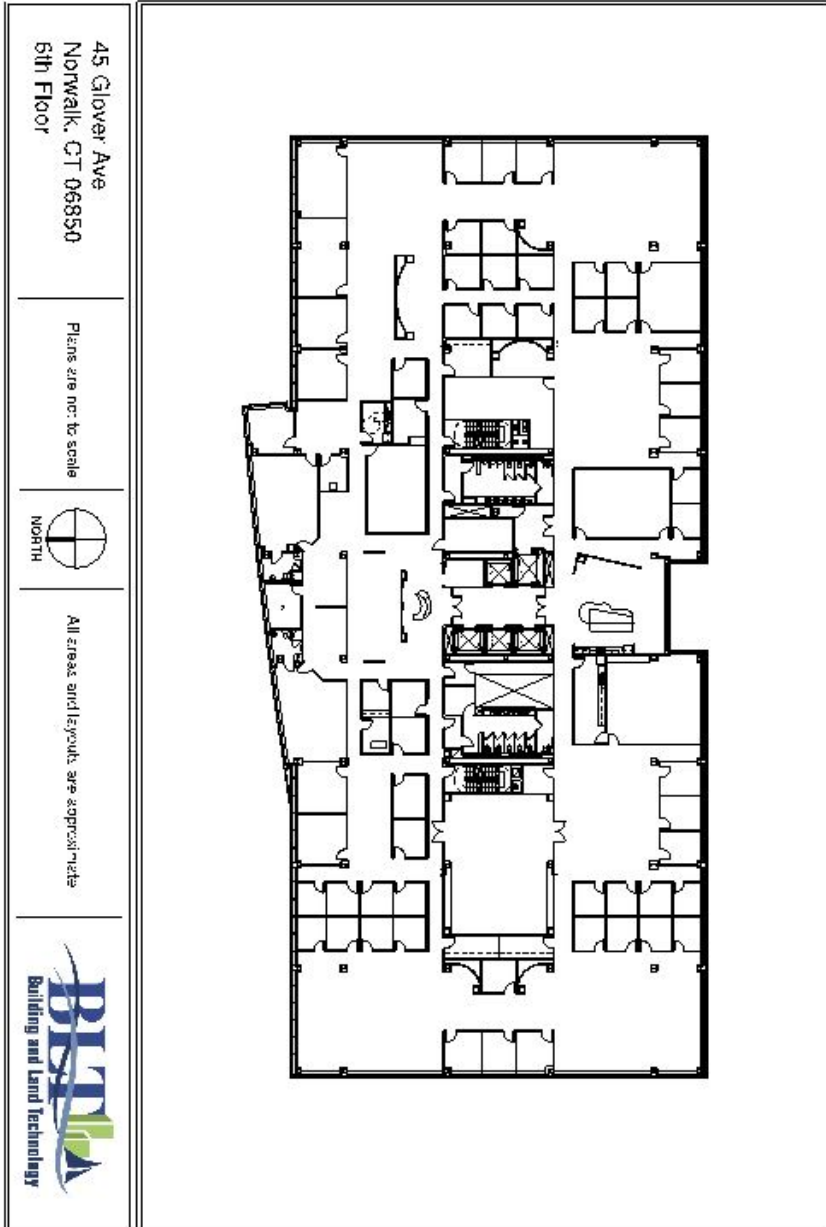 45 Glover Ave
Norwalk, CT 06850
6th Floor
Plans are not to scale
NORTH
All areas and layouts are approximate
BLT
Building and Land Technology